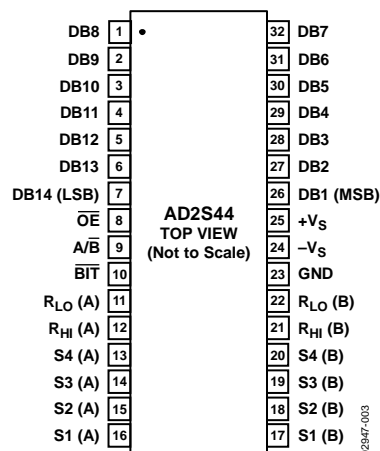 DB8 1 32 DB7
DB9 2 31 DB6
DB10 3 30 DB5
DB11 4 29 DB4
DB12 5 28 DB3
DB13 6 27 DB2
DB14 (LSB) 7 26 DB1 (MSB)
O̅E̅ 8 AD2S44 25 +VS
A/B̅ 9 TOP VIEW 24 –VS
B̅I̅T̅ 10 (Not to Scale) 23 GND
RLO (A) 11 22 RLO (B)
RHI (A) 12 21 RHI (B)
S4 (A) 13 20 S4 (B)
S3 (A) 14 19 S3 (B)
S2 (A) 15 18 S2 (B)
S1 (A) 16 17 S1 (B)
02947-003